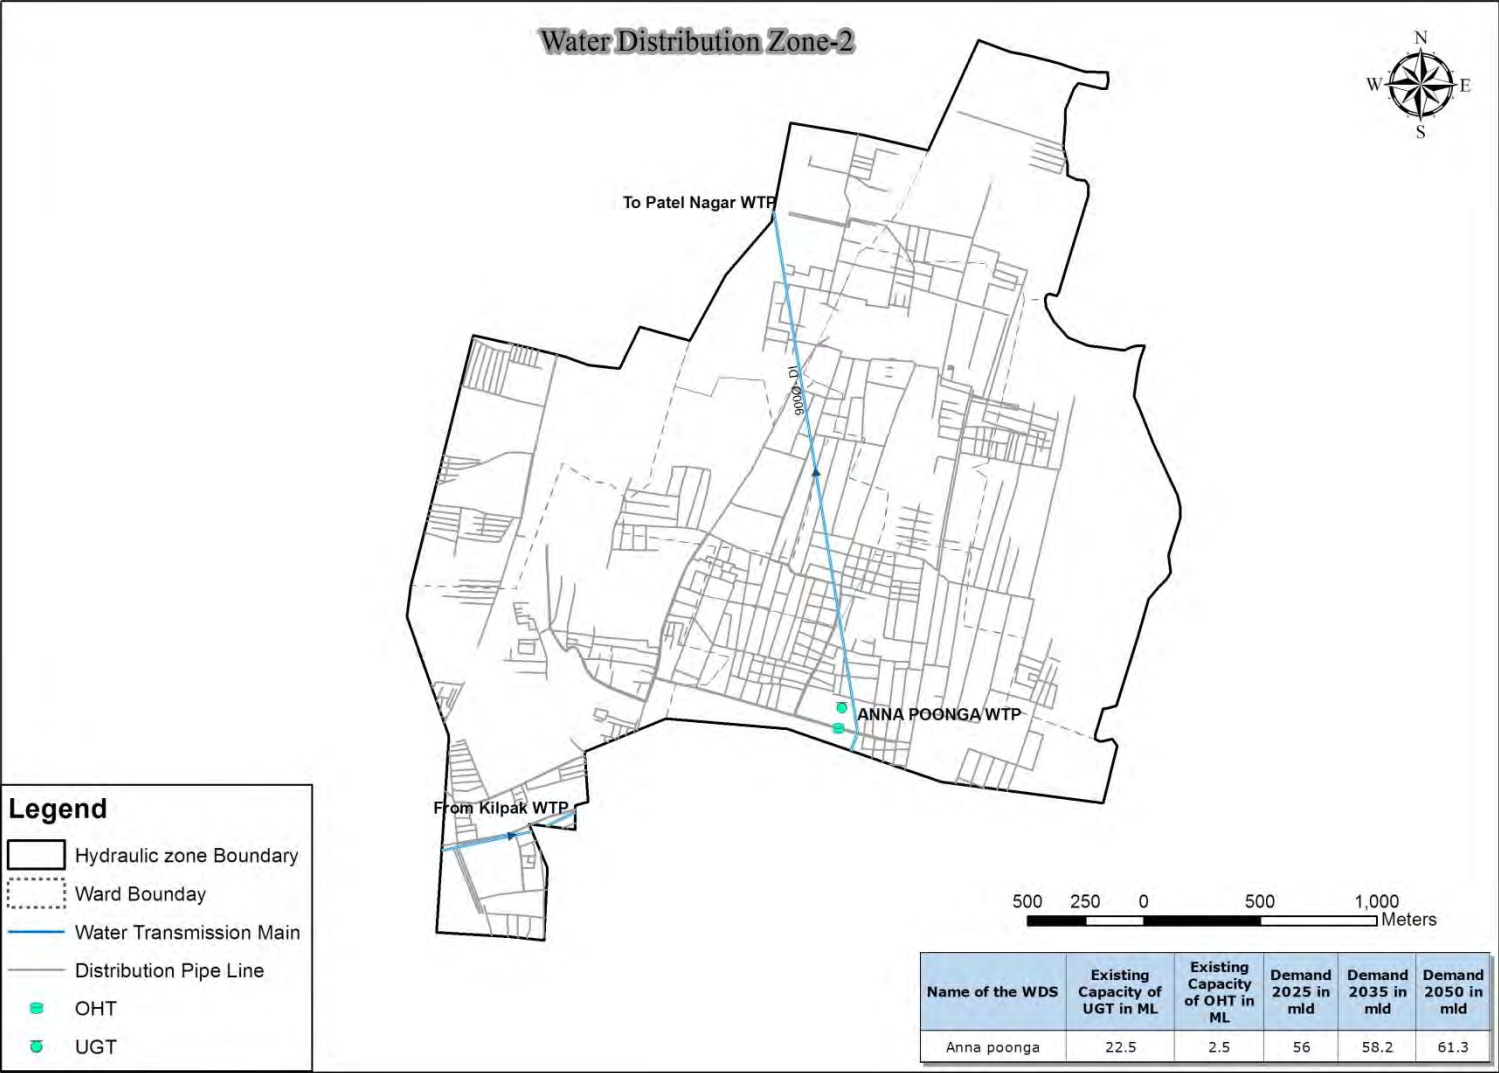 Water Distribution Zone-2
N
W E
S
To Patel Nagar WTP
900Ø- DI
ANNA POONGA WTP
From Kilpak WTP
Legend
Hydraulic zone Boundary
Ward Bounday
Water Transmission Main
Distribution Pipe Line
OHT
UGT
500 250 0 500 1,000
Meters
Name of the WDS
Existing Capacity of UGT in ML
Existing Capacity of OHT in ML
Demand 2025 in mld
Demand 2035 in mld
Demand 2050 in mld
Anna poonga 22.5 2.5 56 58.2 61.3